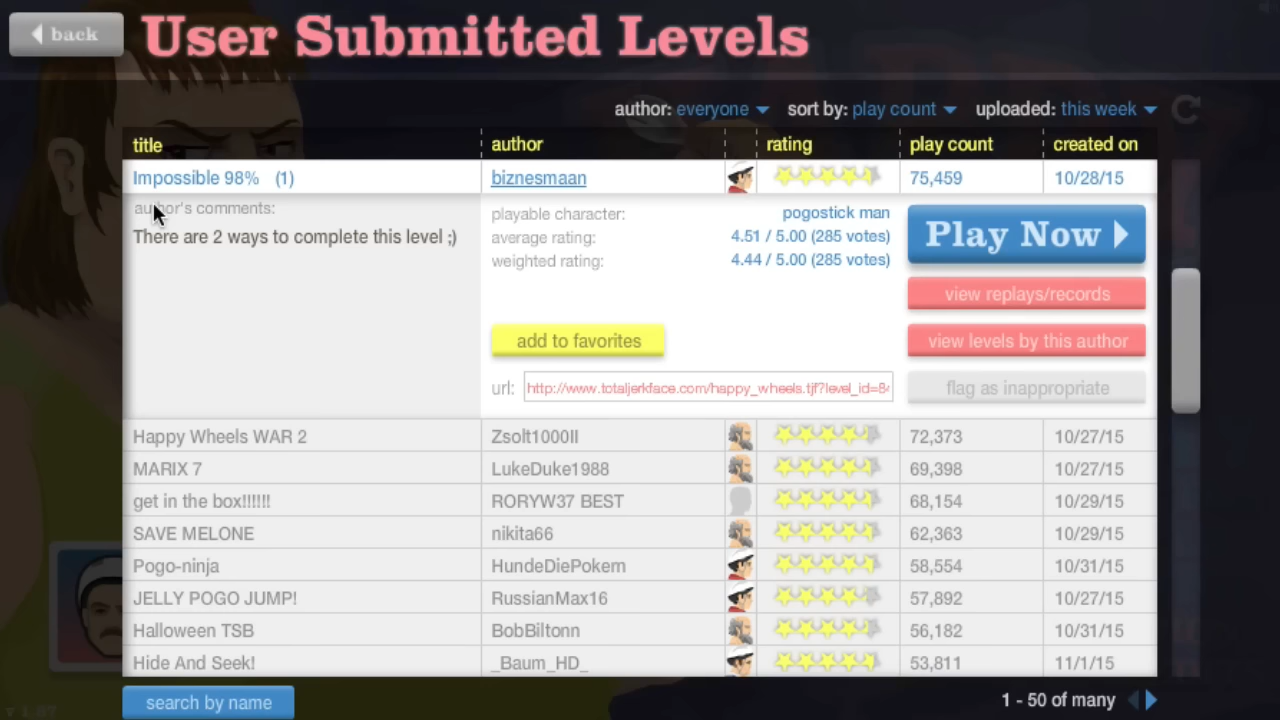 back
User Submitted Levels
author: everyone sort by: play count uploaded: this week
title author rating play count created on
Impossible 98% (1) biznesmaan 75,459 10/28/15
author's comments:
There are 2 ways to complete this level ;)
playable character: pogostick man
average rating: 4.51 / 5.00 (285 votes)
weighted rating: 4.44 / 5.00 (285 votes)
Play Now
view replays/records
add to favorites
view levels by this author
url: http://www.totaljerkface.com/happy_wheels.tjf?level_id=8
flag as inappropriate
Happy Wheels WAR 2 Zsolt1000II 72,373 10/27/15
MARIX 7 LukeDuke1988 69,398 10/27/15
get in the box!!!!!! RORYW37 BEST 68,154 10/29/15
SAVE MELONE nikita66 62,363 10/29/15
Pogo-ninja HundeDiePokern 58,554 10/31/15
JELLY POGO JUMP! RussianMax16 57,892 10/27/15
Halloween TSB BobBiltonn 56,182 10/31/15
Hide And Seek! _Baum_HD_ 53,811 11/1/15
search by name
1 - 50 of many